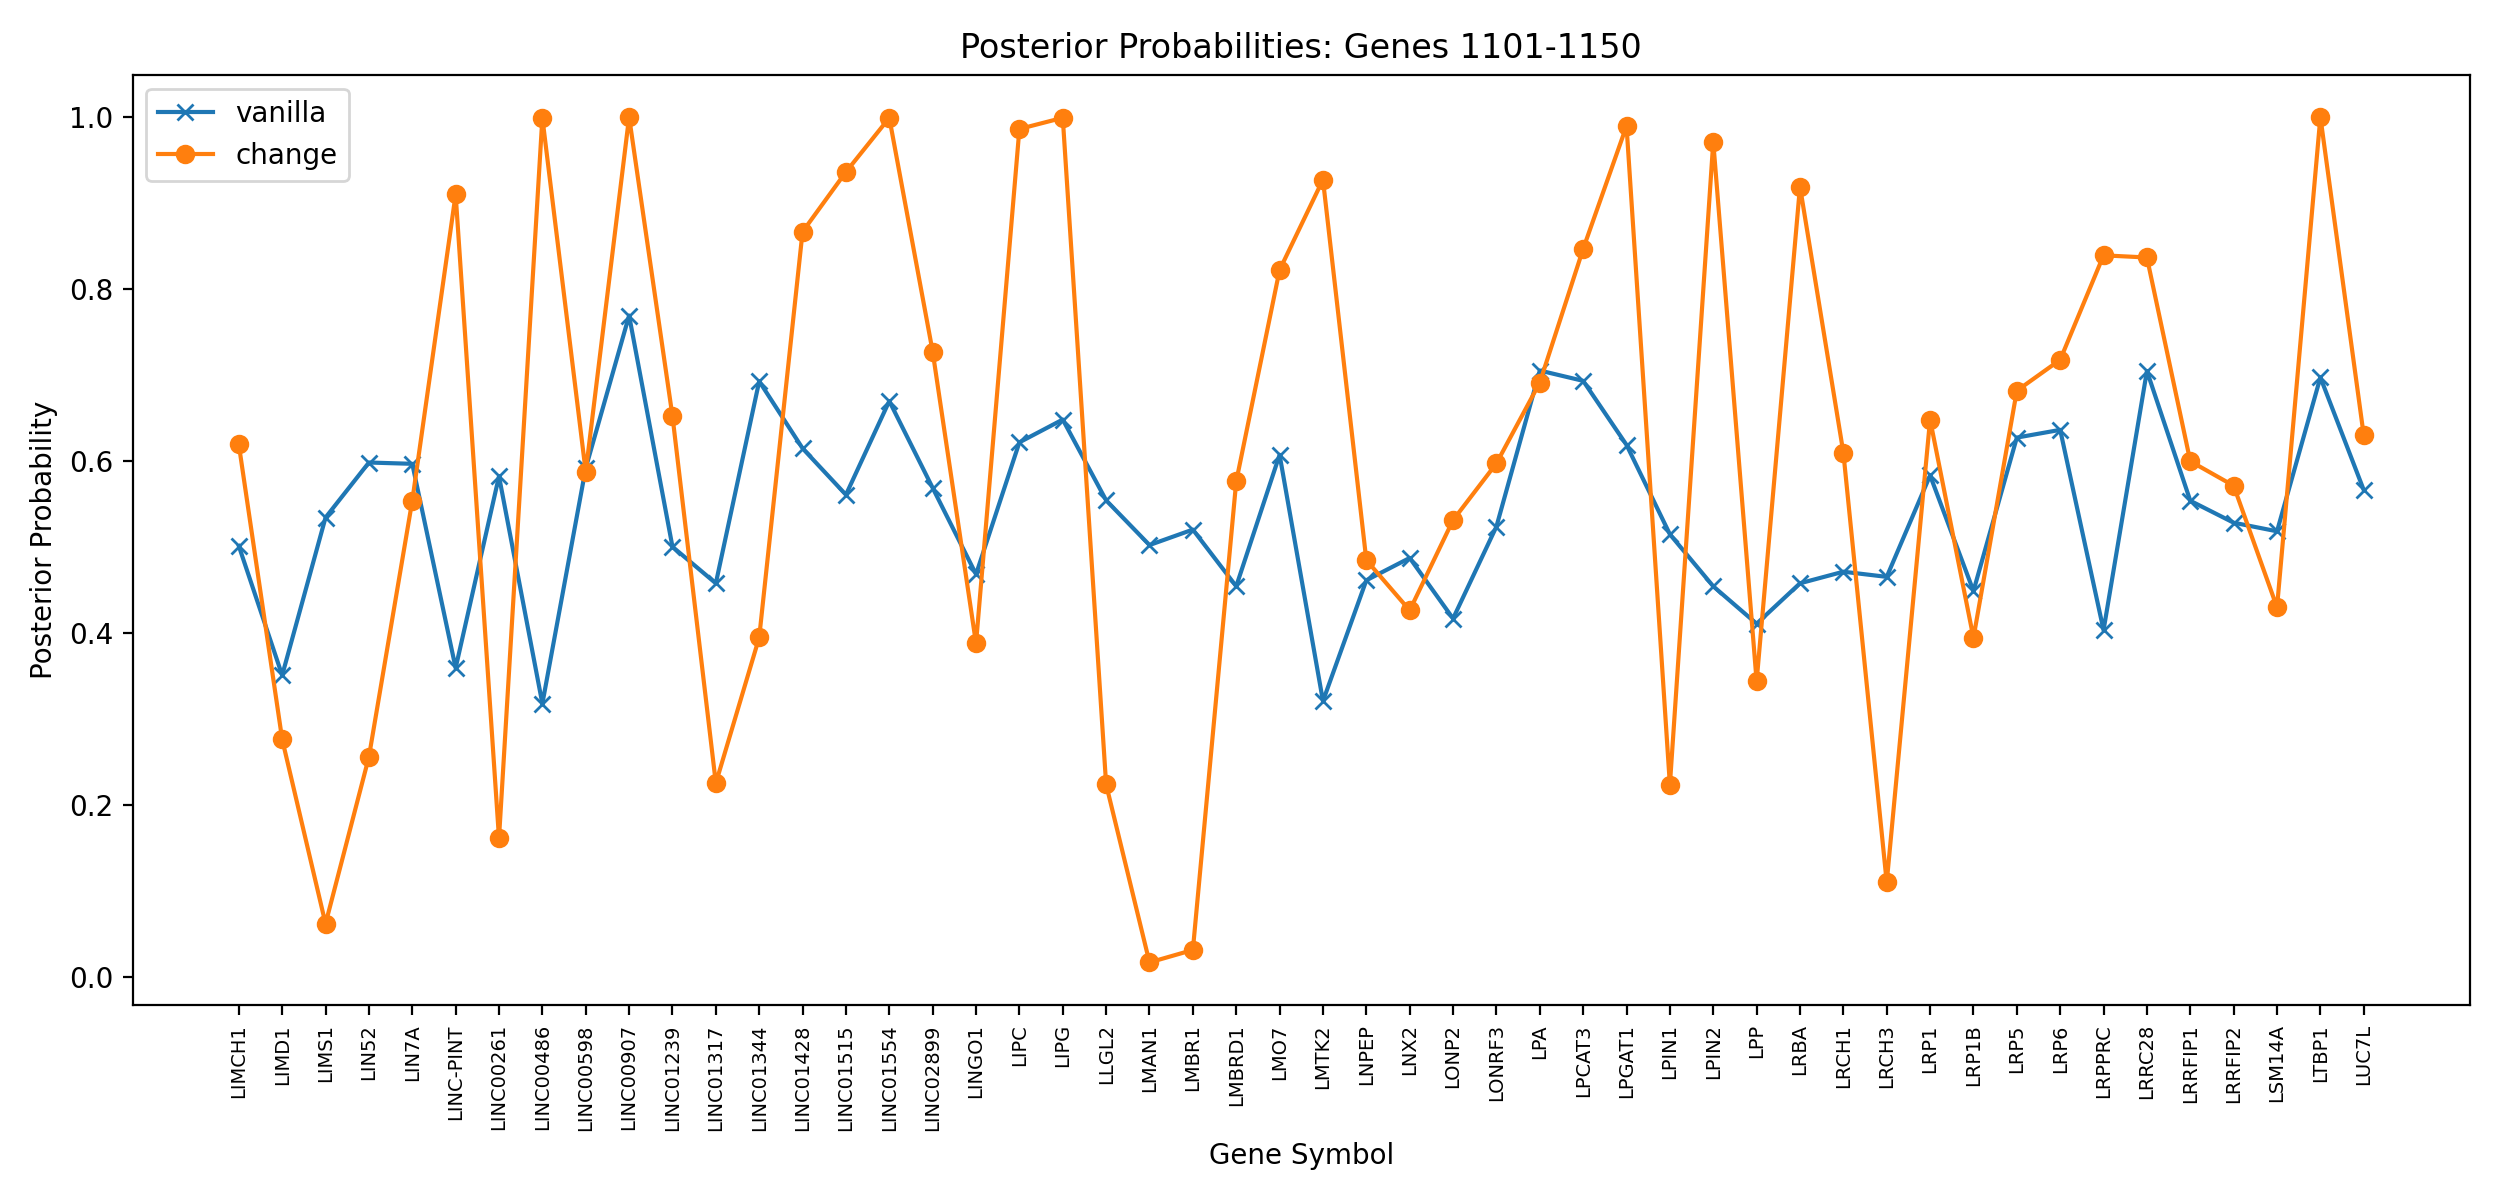 Posterior Probabilities: Genes 1101-1150
vanilla
change
Posterior Probability
1.0
0.8
0.6
0.4
0.2
0.0
LIMCH1
LIMD1
LIMS1
LIN52
LIN7A
LINC-PINT
LINC00261
LINC00486
LINC00598
LINC00907
LINC01239
LINC01317
LINC01344
LINC01428
LINC01515
LINC01554
LINC02899
LINGO1
LIPC
LIPG
LLGL2
LMAN1
LMBR1
LMBRD1
LMO7
LMTK2
LNPEP
LNX2
LONP2
LONRF3
LPA
LPCAT3
LPGAT1
LPIN1
LPIN2
LPP
LRBA
LRCH1
LRCH3
LRP1
LRP1B
LRP5
LRP6
LRPPRC
LRRC28
LRRFIP1
LRRFIP2
LSM14A
LTBP1
LUC7L
Gene Symbol